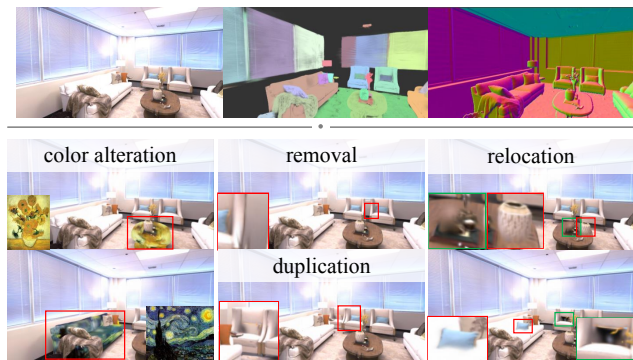 color alteration
removal
relocation
duplication